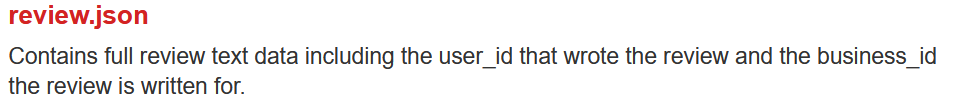 review.json
Contains full review text data including the user_id that wrote the review and the business_id
the review is written for.